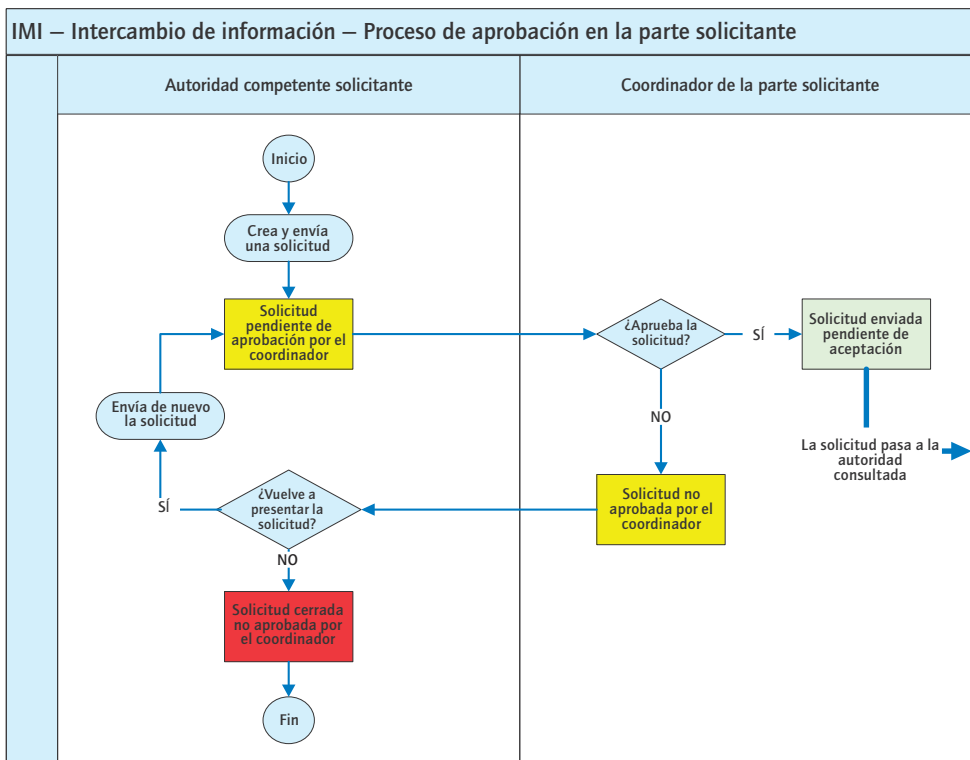 IMI – Intercambio de información – Proceso de aprobación en la parte solicitante
Autoridad competente solicitante
Coordinador de la parte solicitante
Inicio
Crea y envía
una solicitud
Solicitud
pendiente de
aprobación por el
coordinador
¿Aprueba la
solicitud?
SÍ
Solicitud enviada
pendiente de
aceptación
Envía de nuevo
la solicitud
NO
La solicitud pasa a la
autoridad
consultada
¿Vuelve a
presentar la
solicitud?
SÍ
Solicitud no
aprobada por el
coordinador
NO
Solicitud cerrada
no aprobada por
el coordinador
Fin